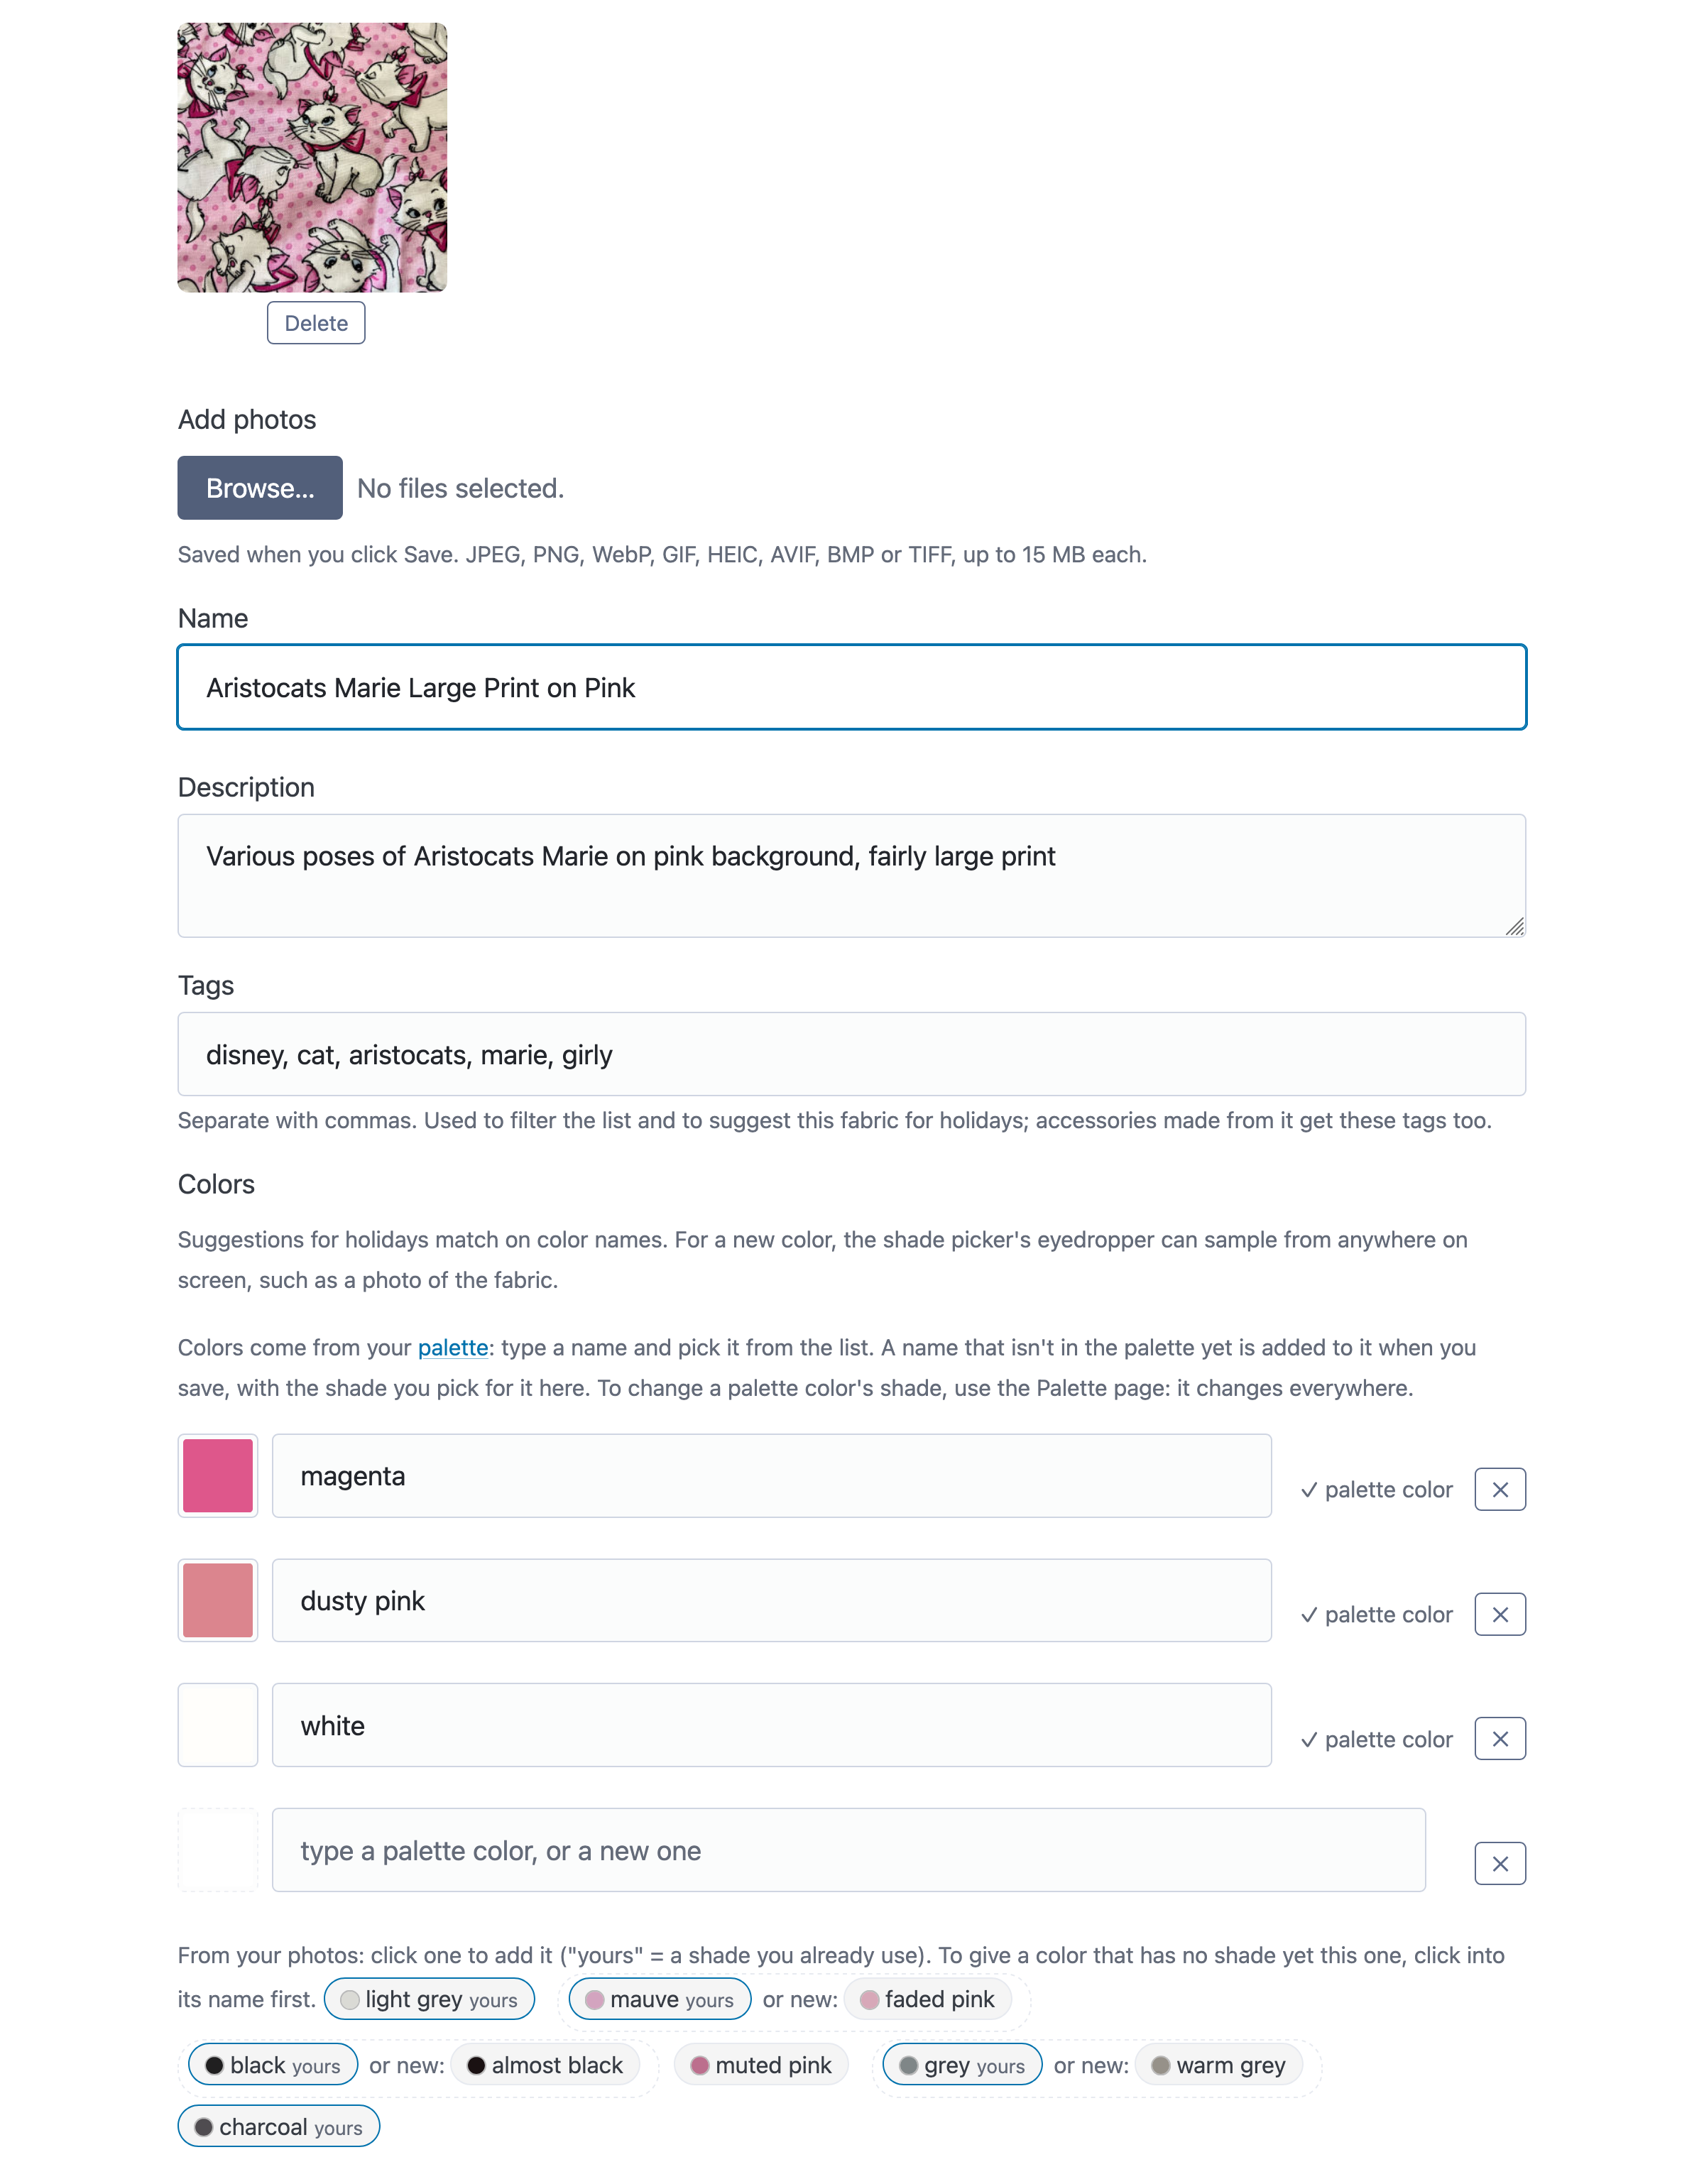 Delete
Add photos
Browse... No files selected.
Saved when you click Save. JPEG, PNG, WebP, GIF, HEIC, AVIF, BMP or TIFF, up to 15 MB each.
Name
Aristocats Marie Large Print on Pink
Description
Various poses of Aristocats Marie on pink background, fairly large print
Tags
disney, cat, aristocats, marie, girly
Separate with commas. Used to filter the list and to suggest this fabric for holidays; accessories made from it get these tags too.
Colors
Suggestions for holidays match on color names. For a new color, the shade picker's eyedropper can sample from anywhere on
screen, such as a photo of the fabric.
Colors come from your palette: type a name and pick it from the list. A name that isn't in the palette yet is added to it when you
save, with the shade you pick for it here. To change a palette color's shade, use the Palette page: it changes everywhere.
magenta ✓ palette color ×
dusty pink ✓ palette color ×
white ✓ palette color ×
type a palette color, or a new one ×
From your photos: click one to add it ("yours" = a shade you already use). To give a color that has no shade yet this one, click into
its name first. light grey yours mauve yours or new: faded pink
black yours or new: almost black muted pink grey yours or new: warm grey
charcoal yours